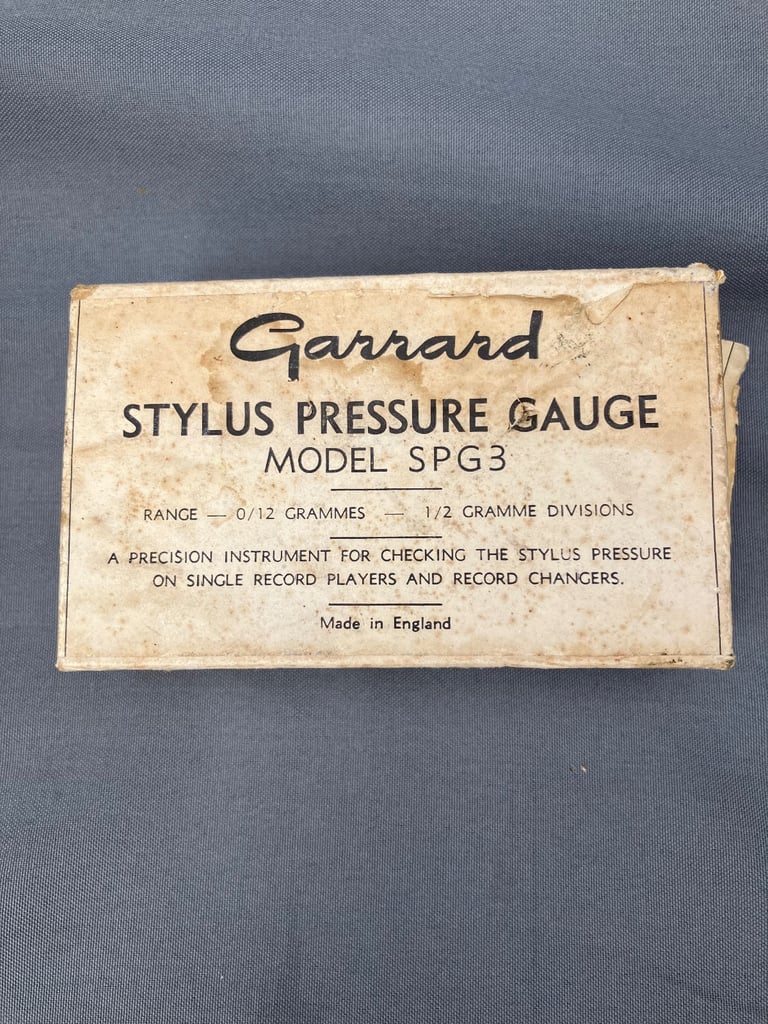 Garrard
STYLUS PRESSURE GAUGE
MODEL SPG3
RANGE — 0/12 GRAMMES — 1/2 GRAMME DIVISIONS
A PRECISION INSTRUMENT FOR CHECKING THE STYLUS PRESSURE
ON SINGLE RECORD PLAYERS AND RECORD CHANGERS.
Made in England